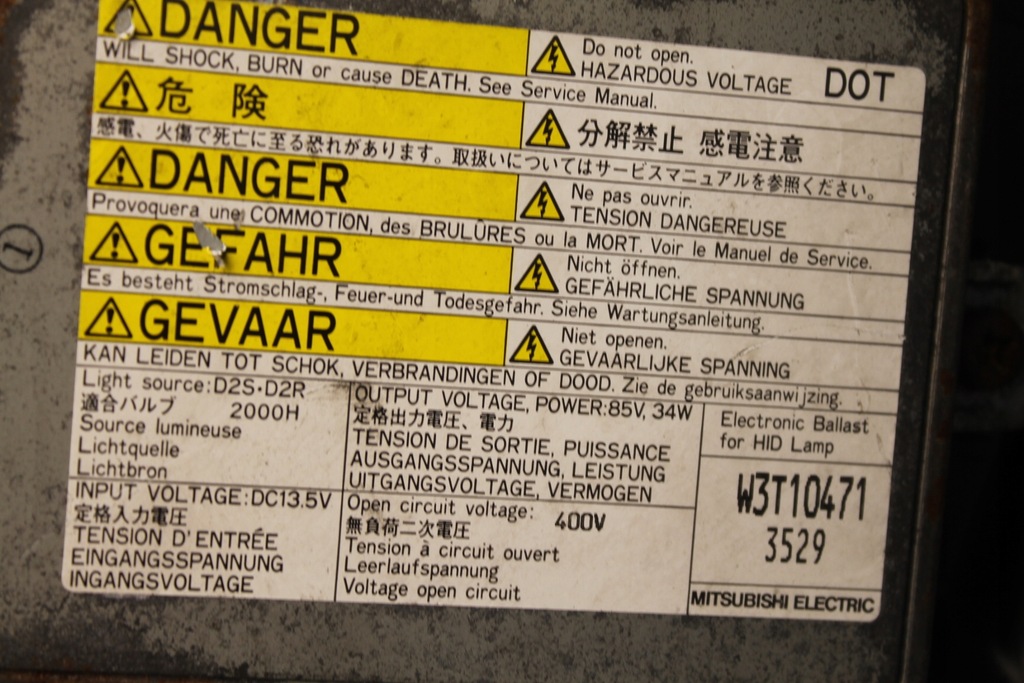 DANGER
Do not open.
HAZARDOUS VOLTAGE DOT
WILL SHOCK, BURN or cause DEATH. See Service Manual.
危 険
分解禁止 感電注意
感電、火傷で死亡に至る恐れがあります。取扱いについてはサービスマニュアルを参照ください。
DANGER
Ne pas ouvrir.
TENSION DANGEREUSE
Provoquera une COMMOTION, des BRULÛRES ou la MORT. Voir le Manuel de Service.
GEFAHR
Nicht öffnen.
GEFÄHRLICHE SPANNUNG
Es besteht Stromschlag-, Feuer-und Todesgefahr. Siehe Wartungsanleitung.
GEVAAR
Niet openen.
GEVAARLIJKE SPANNING
KAN LEIDEN TOT SCHOK, VERBRANDINGEN OF DOOD. Zie de gebruiksaanwijzing.
Light source:D2S·D2R
適合バルブ 2000H
Source lumineuse
Lichtquelle
Lichtbron
INPUT VOLTAGE:DC13.5V
定格入力電圧
TENSION D'ENTRÉE
EINGANGSSPANNUNG
INGANGSVOLTAGE
OUTPUT VOLTAGE, POWER:85V, 34W
定格出力電圧、電力
TENSION DE SORTIE, PUISSANCE
AUSGANGSSPANNUNG, LEISTUNG
UITGANGSVOLTAGE, VERMOGEN
Open circuit voltage: 400V
無負荷二次電圧
Tension à circuit ouvert
Leerlaufspannung
Voltage open circuit
Electronic Ballast
for HID Lamp
W3T10471
3529
MITSUBISHI ELECTRIC
1